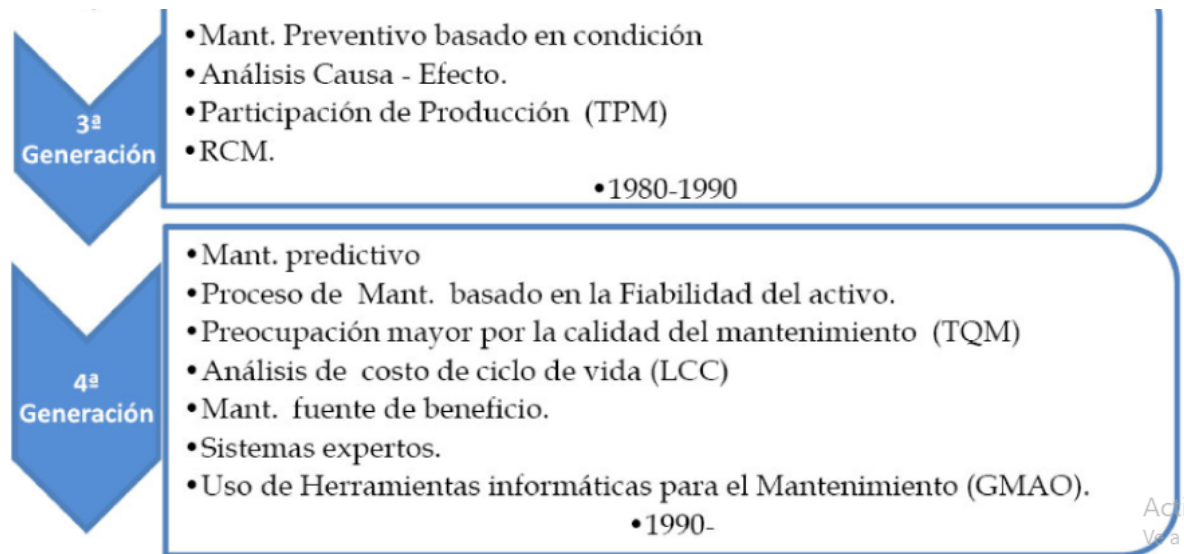 •Mant. Preventivo basado en condición
•Análisis Causa - Efecto.
•Participación de Producción (TPM)
3ª
Generación
•RCM.
•1980-1990
•Mant. predictivo
•Proceso de Mant. basado en la Fiabilidad del activo.
•Preocupación mayor por la calidad del mantenimiento (TQM)
•Análisis de costo de ciclo de vida (LCC)
4ª
Generación
•Mant. fuente de beneficio.
•Sistemas expertos.
•Uso de Herramientas informáticas para el Mantenimiento (GMAO).
•1990-
Acti
Ve a